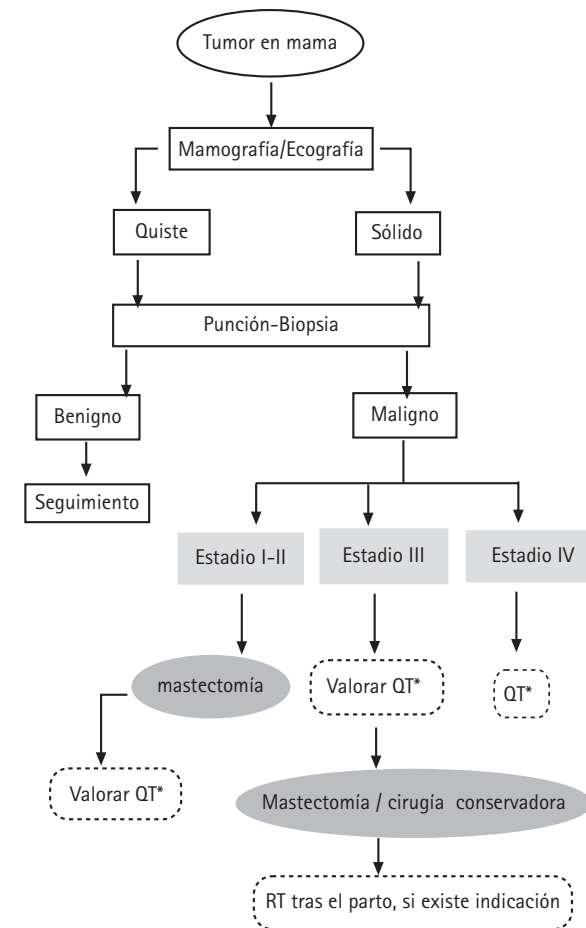 Tumor en mama
Mamografía/Ecografía
Quiste
Sólido
Punción-Biopsia
Benigno
Maligno
Seguimiento
Estadio I-II
Estadio III
Estadio IV
mastectomía
Valorar QT*
QT*
Valorar QT*
Mastectomía / cirugía conservadora
RT tras el parto, si existe indicación